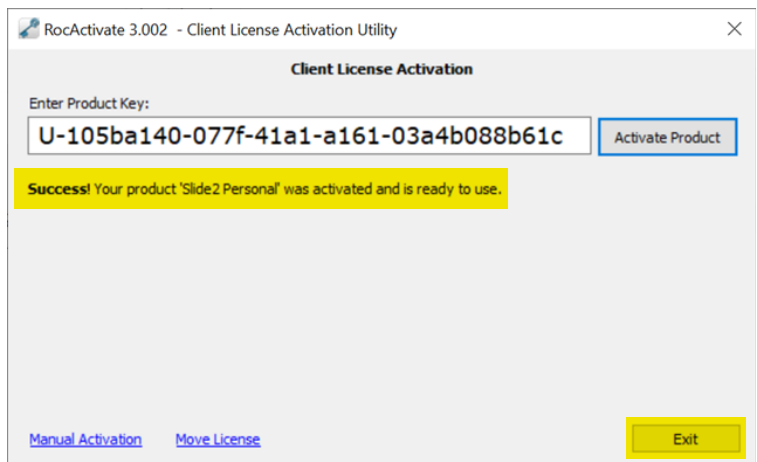 RocActivate 3.002 - Client License Activation Utility
Client License Activation
Enter Product Key:
U-105ba140-077f-41a1-a161-03a4b088b61c
Activate Product
Success! Your product 'Slide2 Personal' was activated and is ready to use.
Manual Activation Move License Exit